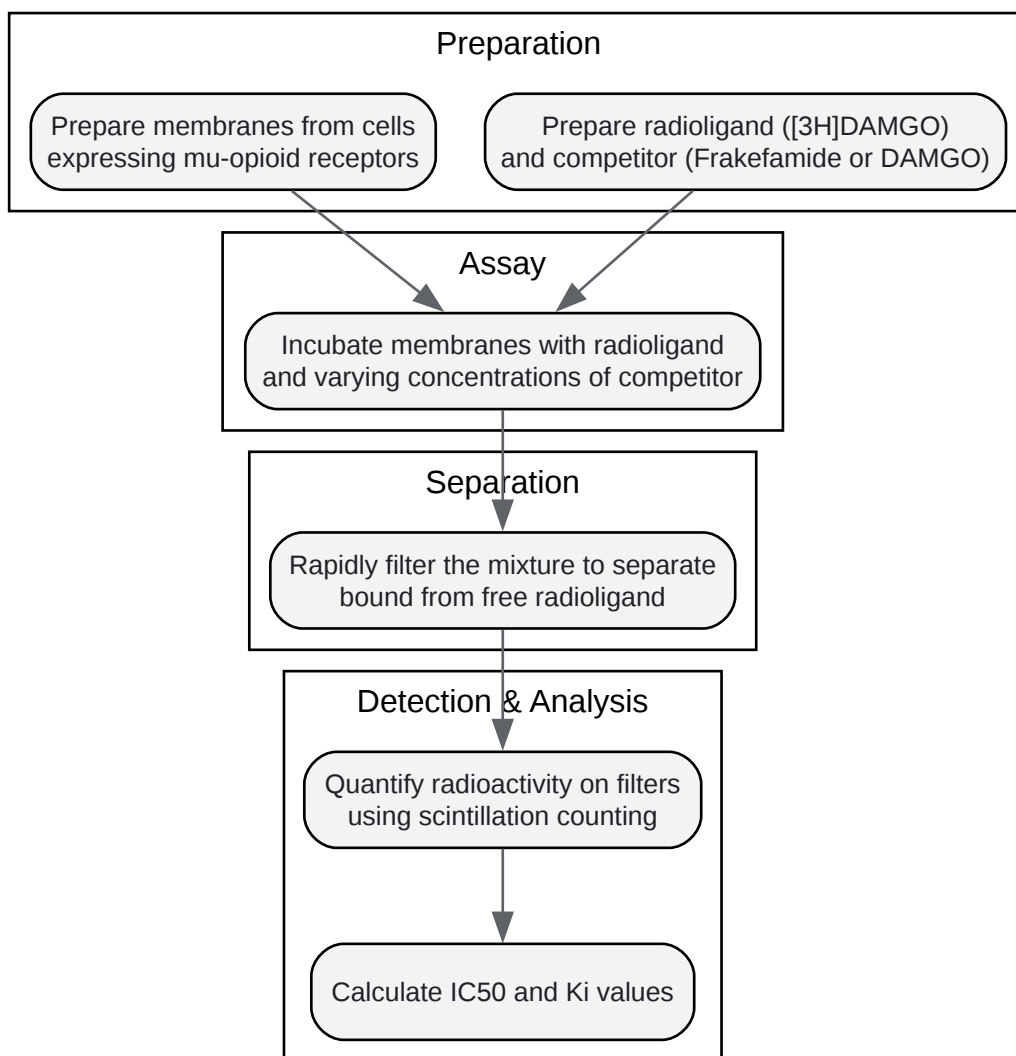 Preparation
Prepare membranes from cells
expressing mu-opioid receptors
Prepare radioligand ([3H]DAMGO)
and competitor (Frakefamide or DAMGO)
Assay
Incubate membranes with radioligand
and varying concentrations of competitor
Separation
Rapidly filter the mixture to separate
bound from free radioligand
Detection & Analysis
Quantify radioactivity on filters
using scintillation counting
Calculate IC50 and Ki values